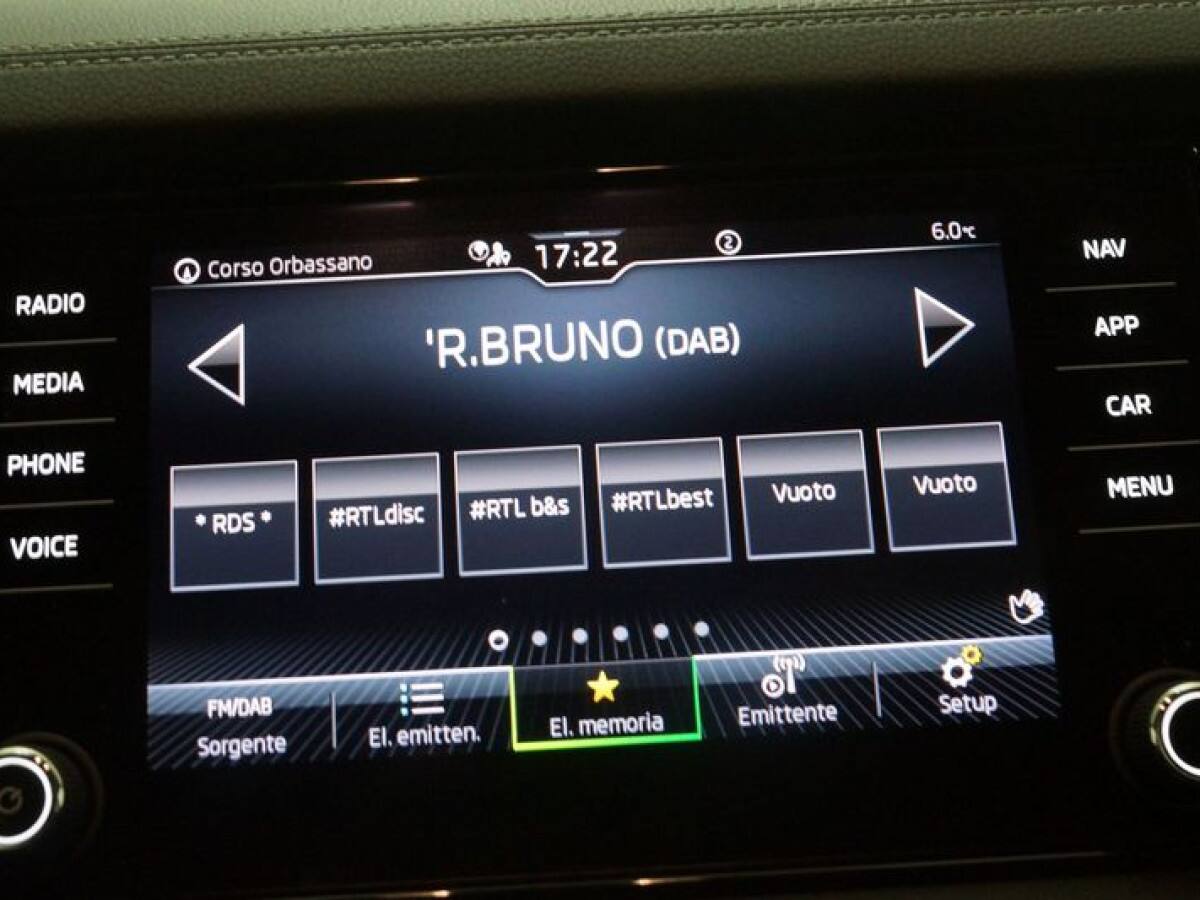 Corso Orbassano
17:22
2
6.0°C
'R.BRUNO (DAB)
RADIO
MEDIA
PHONE
VOICE
NAV
APP
CAR
MENU
* RDS *
#RTLdisc
#RTL b&s
#RTLbest
Vuoto
Vuoto
FM/DAB
Sorgente
El. emitten.
El. memoria
Emittente
Setup